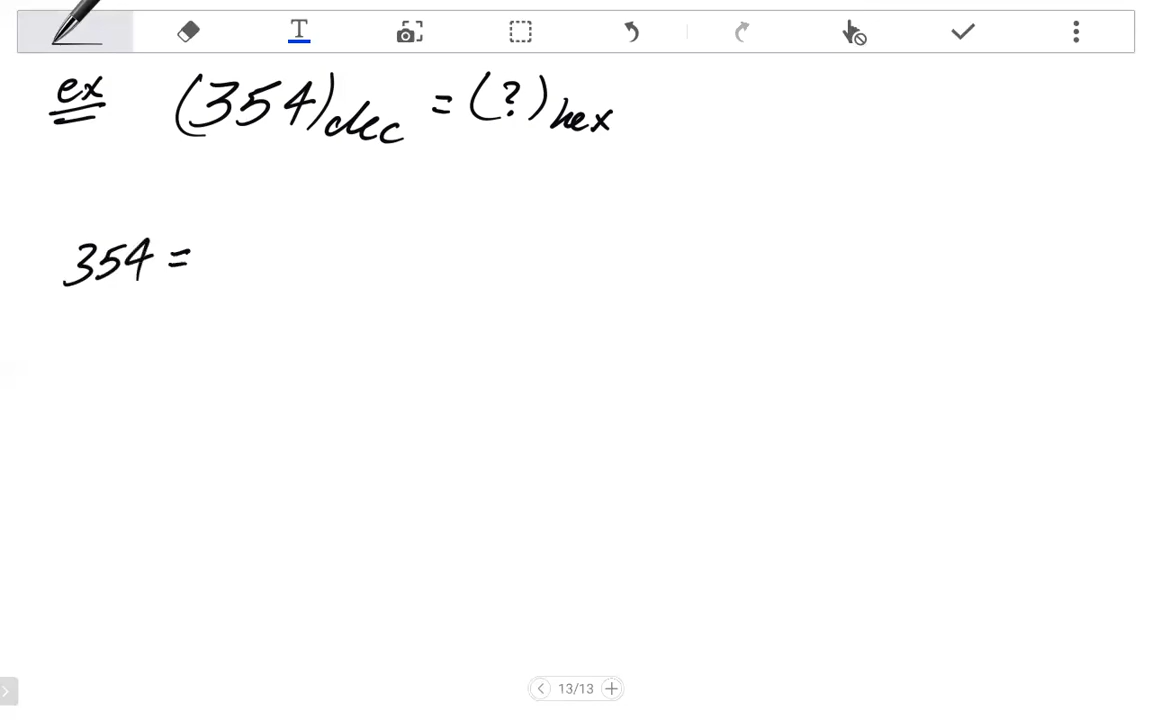 T
ex (354)dec = (?)hex
354 =
13/13